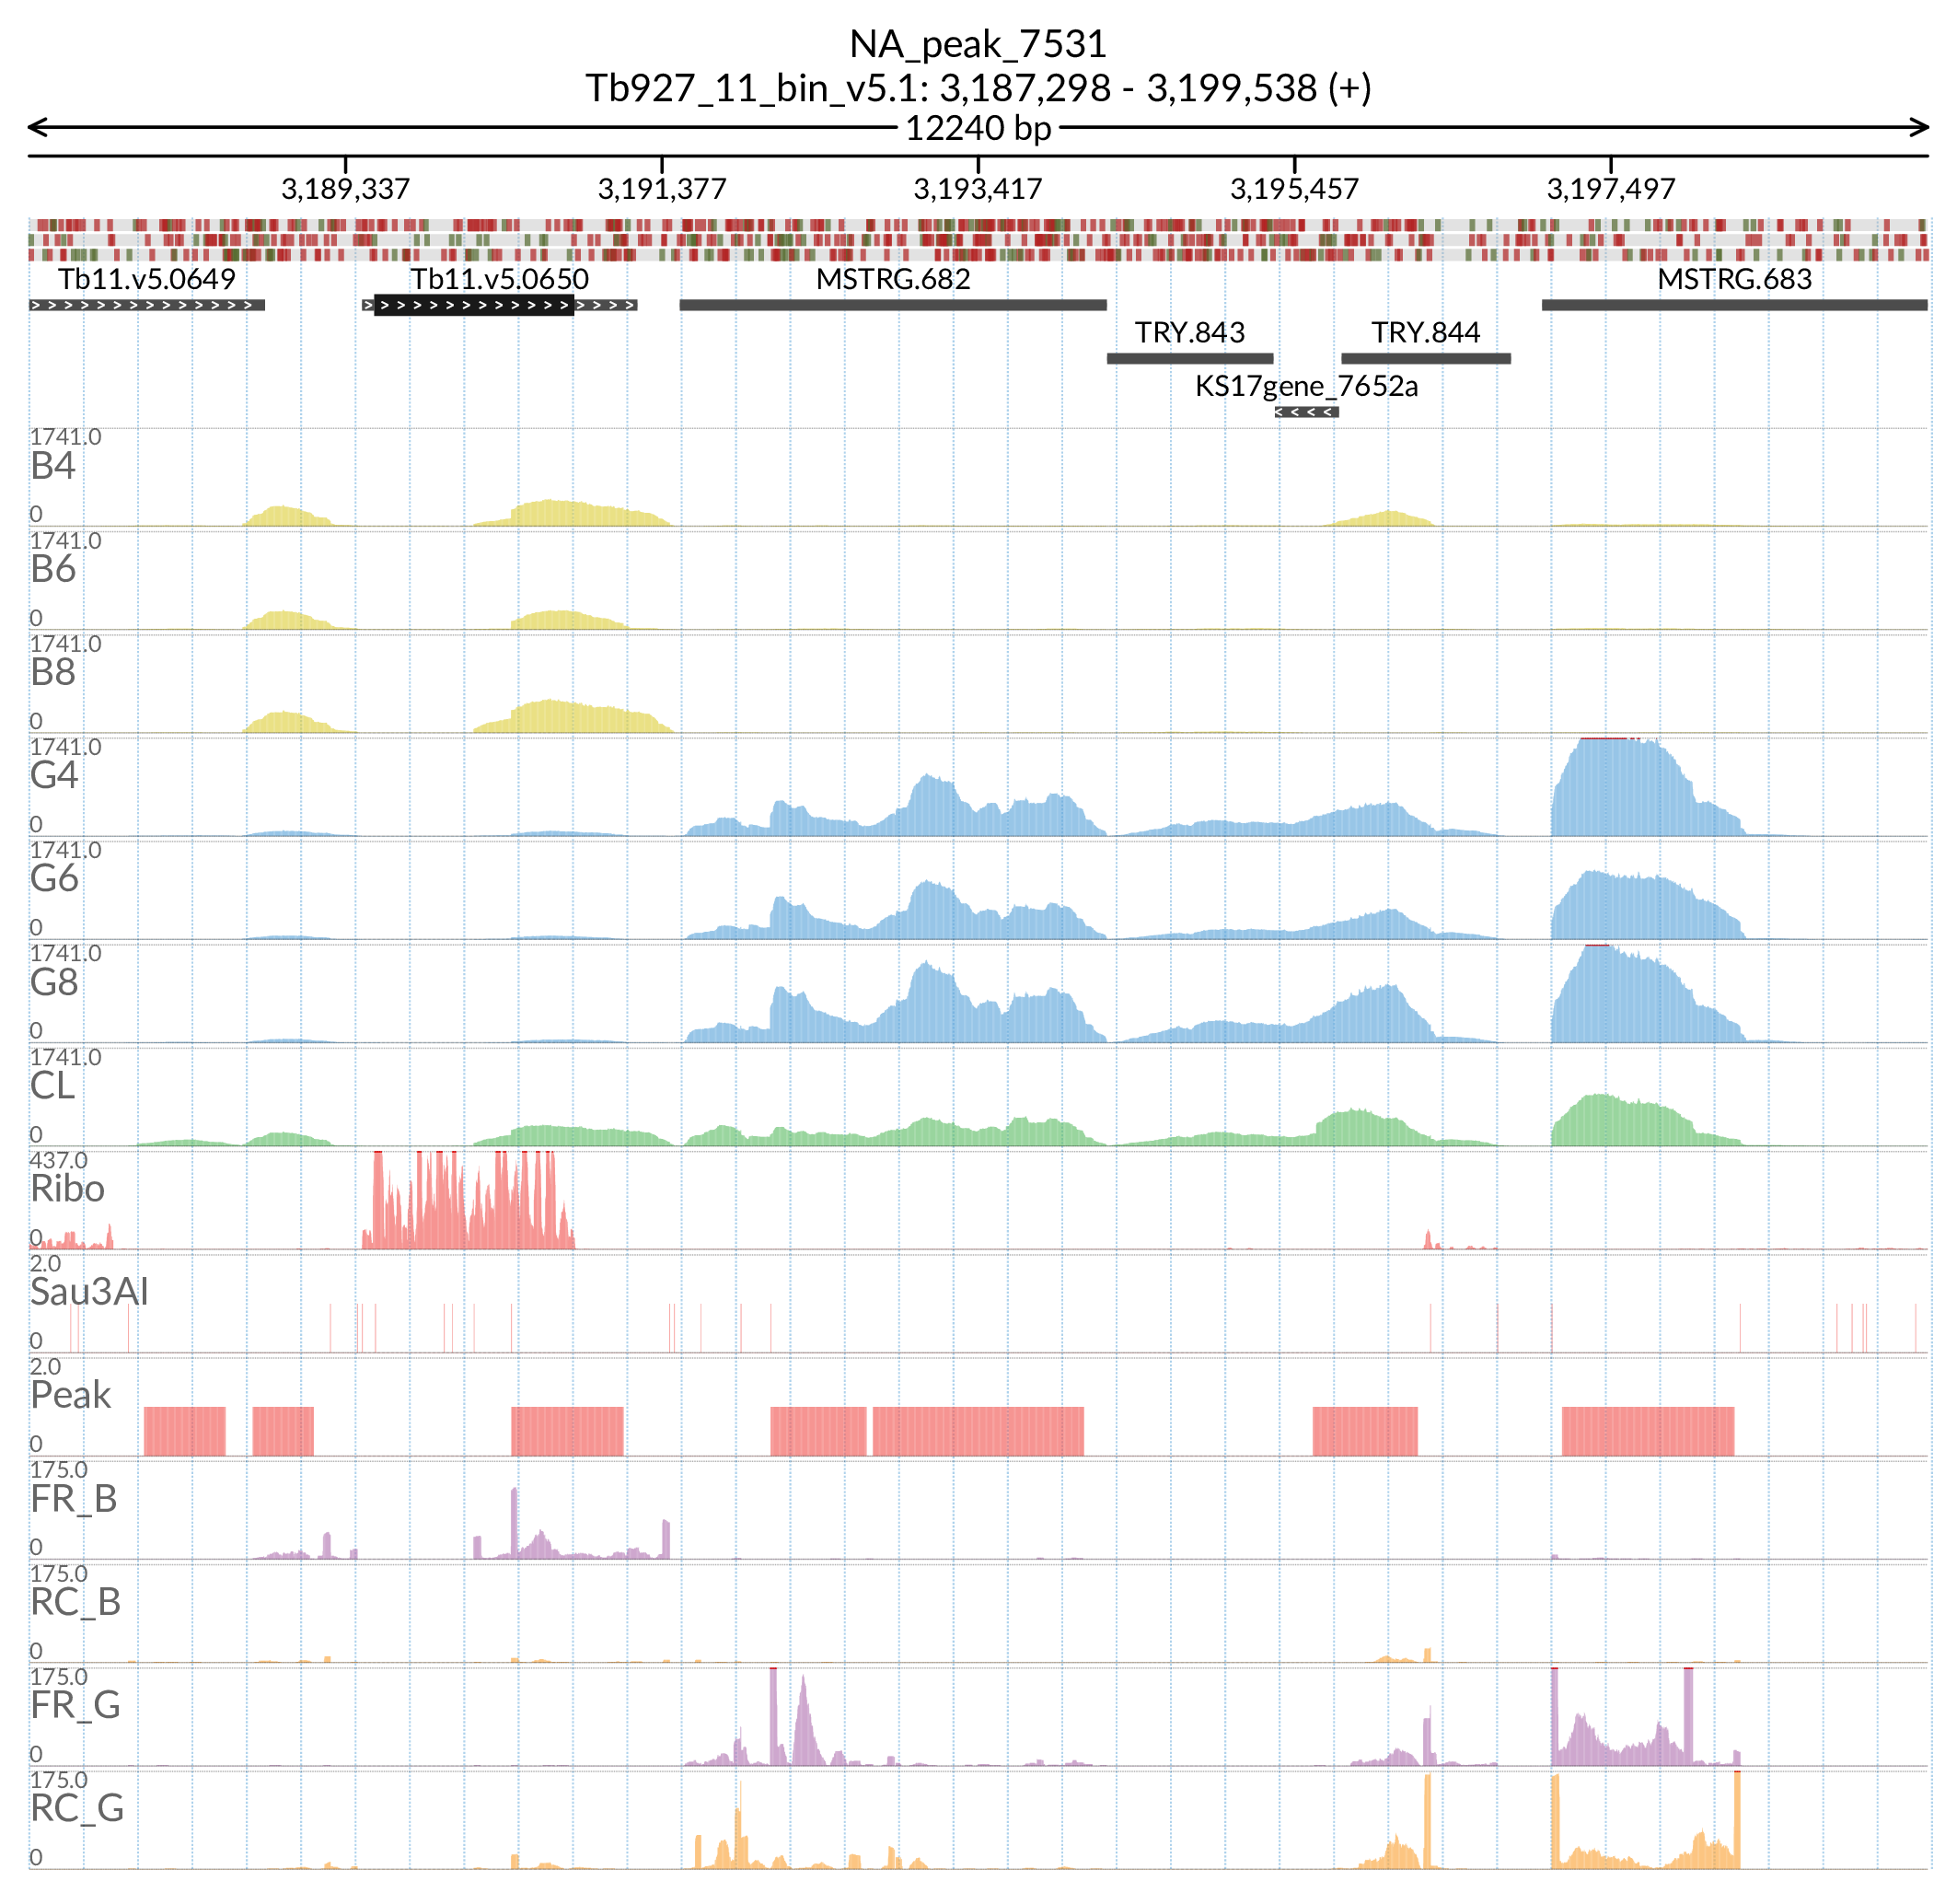 NA_peak_7531
Tb927_11_bin_v5.1: 3,187,298 - 3,199,538 (+)
12240 bp
3,189,337 3,191,377 3,193,417 3,195,457 3,197,497
Tb11.v5.0649 Tb11.v5.0650 MSTRG.682 MSTRG.683
TRY.843 TRY.844
KS17gene_7652a
1741.0
B4
0
1741.0
B6
0
1741.0
B8
0
1741.0
G4
0
1741.0
G6
0
1741.0
G8
0
1741.0
CL
0
437.0
Ribo
0
2.0
Sau3AI
0
2.0
Peak
0
175.0
FR_B
0
175.0
RC_B
0
175.0
FR_G
0
175.0
RC_G
0